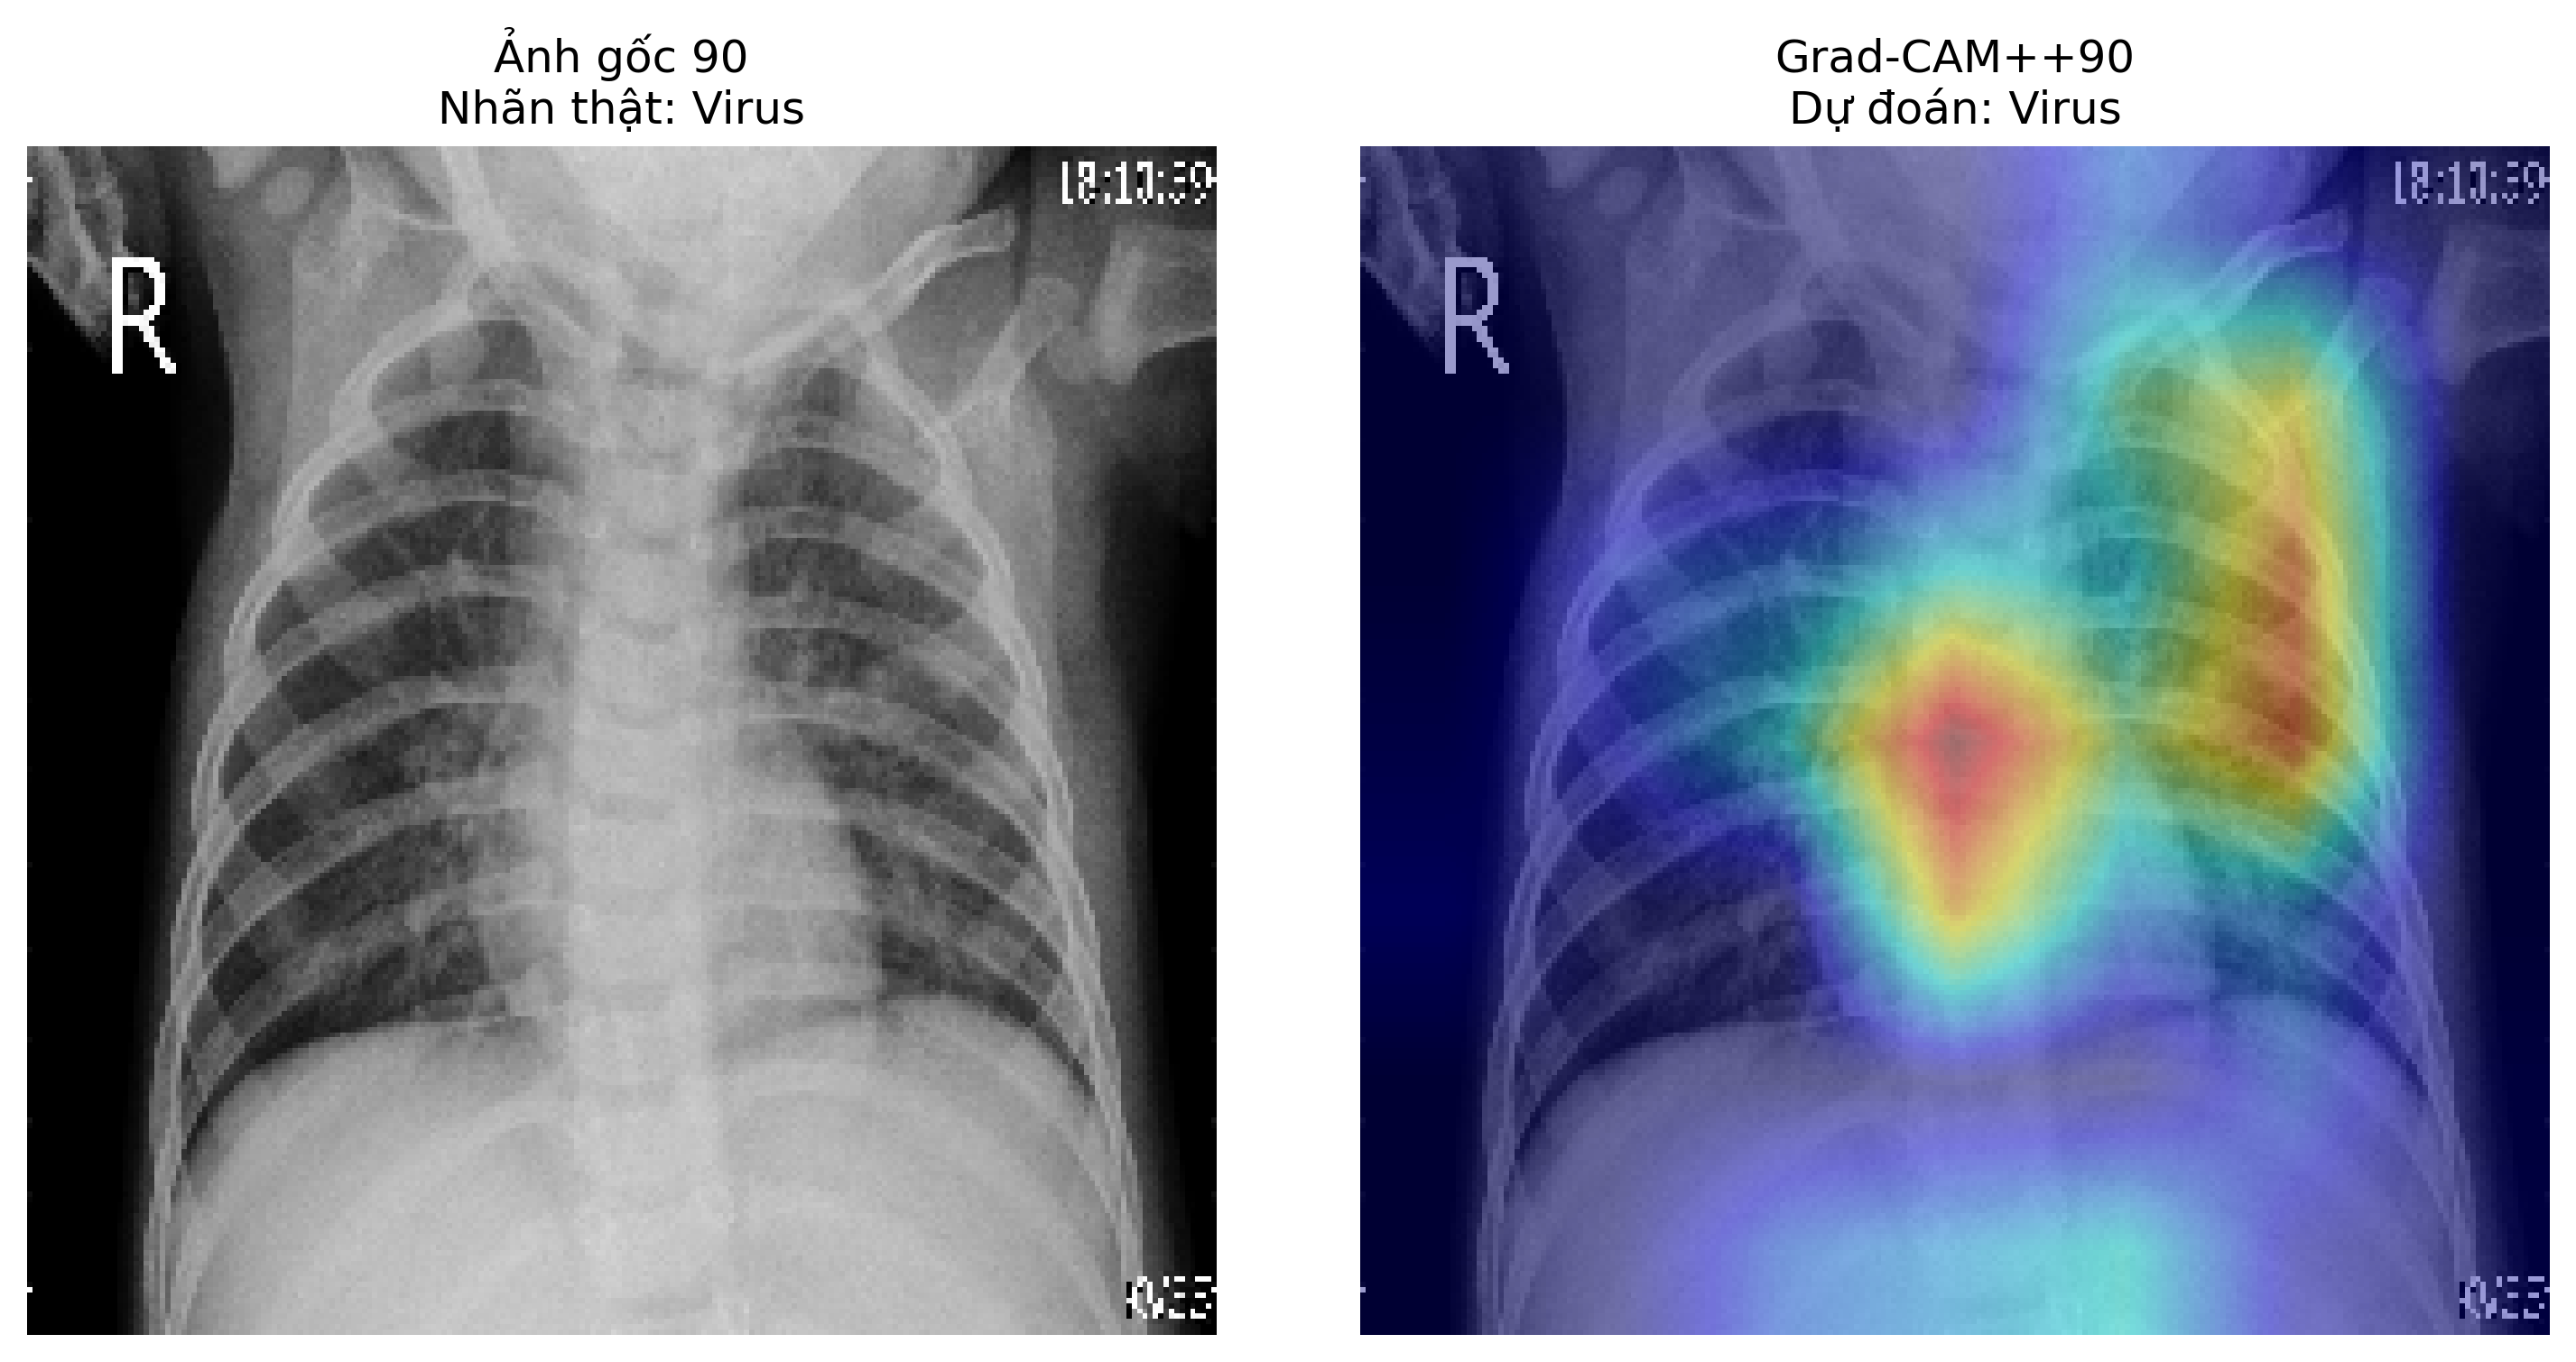 Ảnh gốc 90
Nhãn thật: Virus
R
Grad-CAM++90
Dự đoán: Virus
R